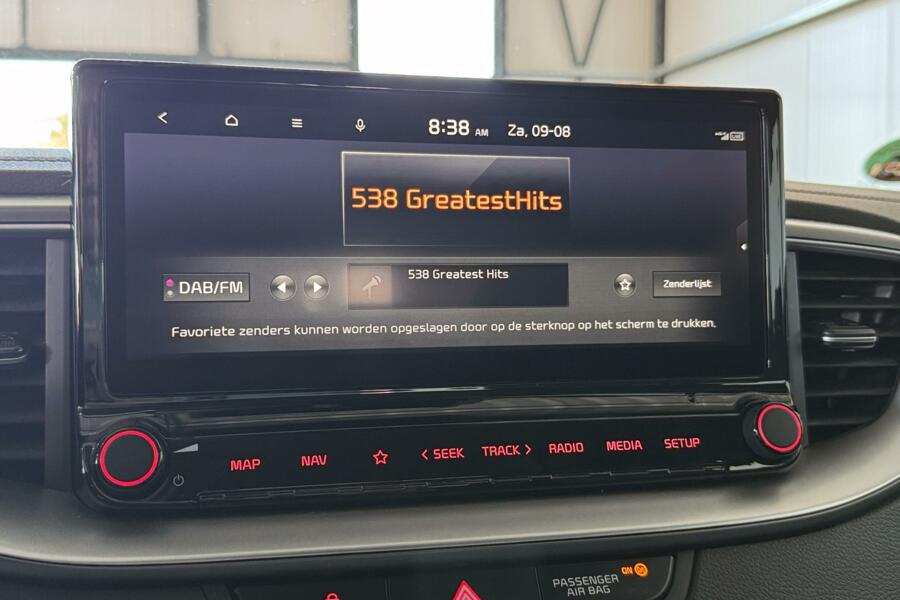 8:38 AM Za, 09-08
538 GreatestHits
DAB/FM
538 Greatest Hits
Zenderlijst
Favoriete zenders kunnen worden opgeslagen door op de sterknop op het scherm te drukken.
MAP NAV < SEEK TRACK > RADIO MEDIA SETUP
PASSENGER AIR BAG ON